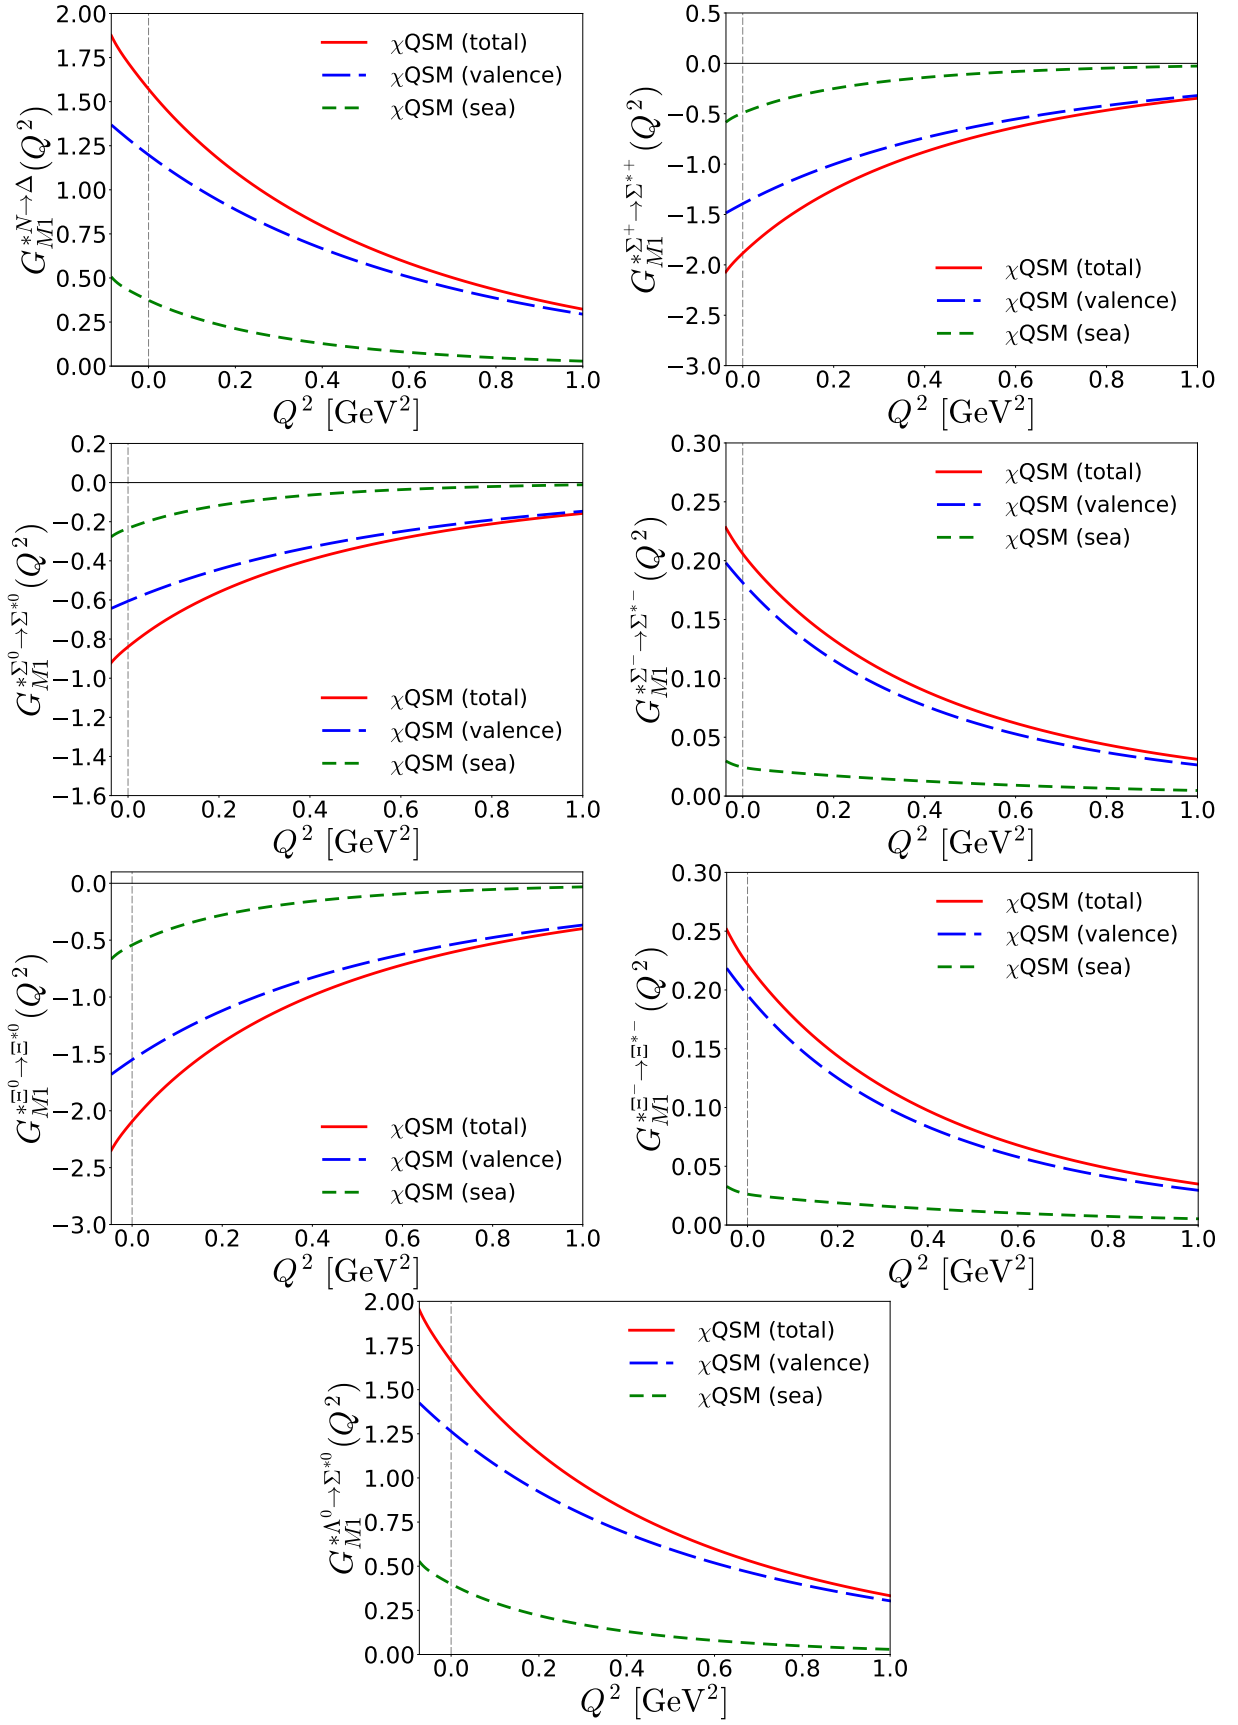 2.00
1.75
1.50
1.25
1.00
0.75
0.50
0.25
0.00
0.0 0.2 0.4 0.6 0.8 1.0
G*N→Δ M1 (Q²)
Q² [GeV²]
χQSM (total)
χQSM (valence)
χQSM (sea)
0.5
0.0
−0.5
−1.0
−1.5
−2.0
−2.5
−3.0
0.0 0.2 0.4 0.6 0.8 1.0
G*Σ⁺→Σ*⁺ M1 (Q²)
Q² [GeV²]
χQSM (total)
χQSM (valence)
χQSM (sea)
0.2
0.0
−0.2
−0.4
−0.6
−0.8
−1.0
−1.2
−1.4
−1.6
0.0 0.2 0.4 0.6 0.8 1.0
G*Σ⁰→Σ*⁰ M1 (Q²)
Q² [GeV²]
χQSM (total)
χQSM (valence)
χQSM (sea)
0.30
0.25
0.20
0.15
0.10
0.05
0.00
0.0 0.2 0.4 0.6 0.8 1.0
G*Σ⁻→Σ*⁻ M1 (Q²)
Q² [GeV²]
χQSM (total)
χQSM (valence)
χQSM (sea)
0.0
−0.5
−1.0
−1.5
−2.0
−2.5
−3.0
0.0 0.2 0.4 0.6 0.8 1.0
G*Ξ⁰→Ξ*⁰ M1 (Q²)
Q² [GeV²]
χQSM (total)
χQSM (valence)
χQSM (sea)
0.30
0.25
0.20
0.15
0.10
0.05
0.00
0.0 0.2 0.4 0.6 0.8 1.0
G*Ξ⁻→Ξ*⁻ M1 (Q²)
Q² [GeV²]
χQSM (total)
χQSM (valence)
χQSM (sea)
2.00
1.75
1.50
1.25
1.00
0.75
0.50
0.25
0.00
0.0 0.2 0.4 0.6 0.8 1.0
G*Λ⁰→Σ*⁰ M1 (Q²)
Q² [GeV²]
χQSM (total)
χQSM (valence)
χQSM (sea)